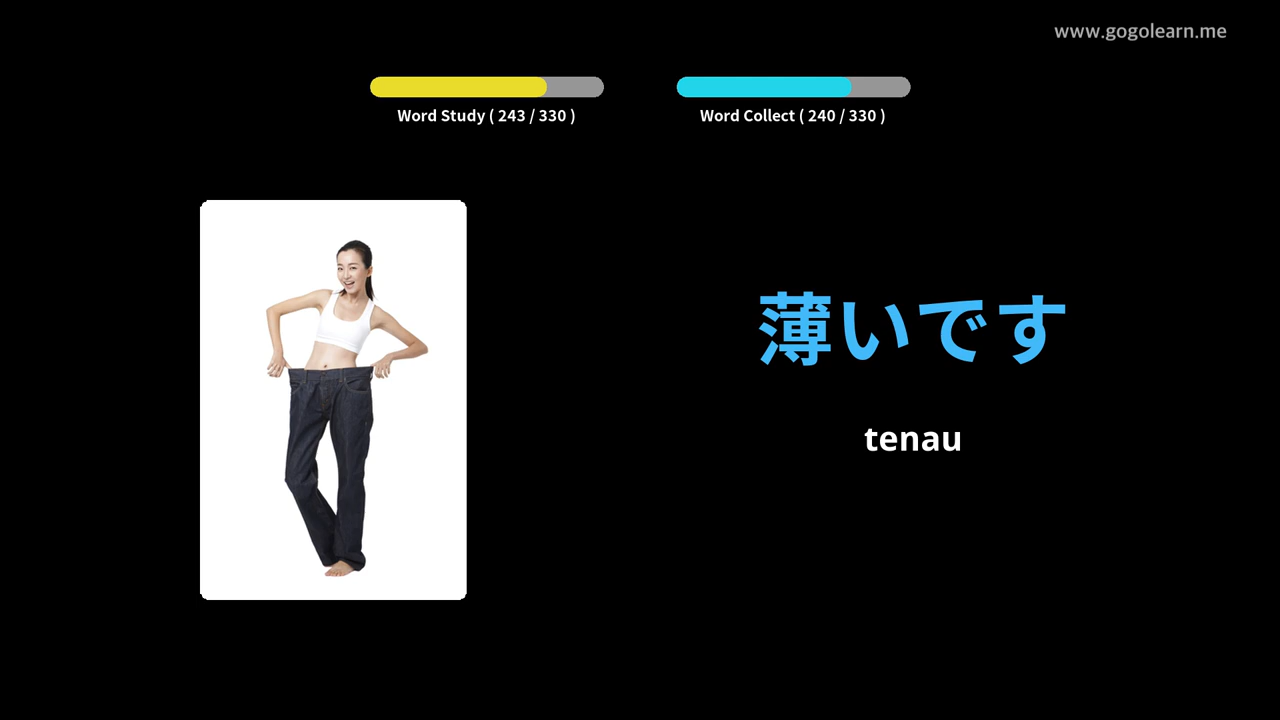 www.gogolearn.me
Word Study ( 243 / 330 )
Word Collect ( 240 / 330 )
薄いです
tenau